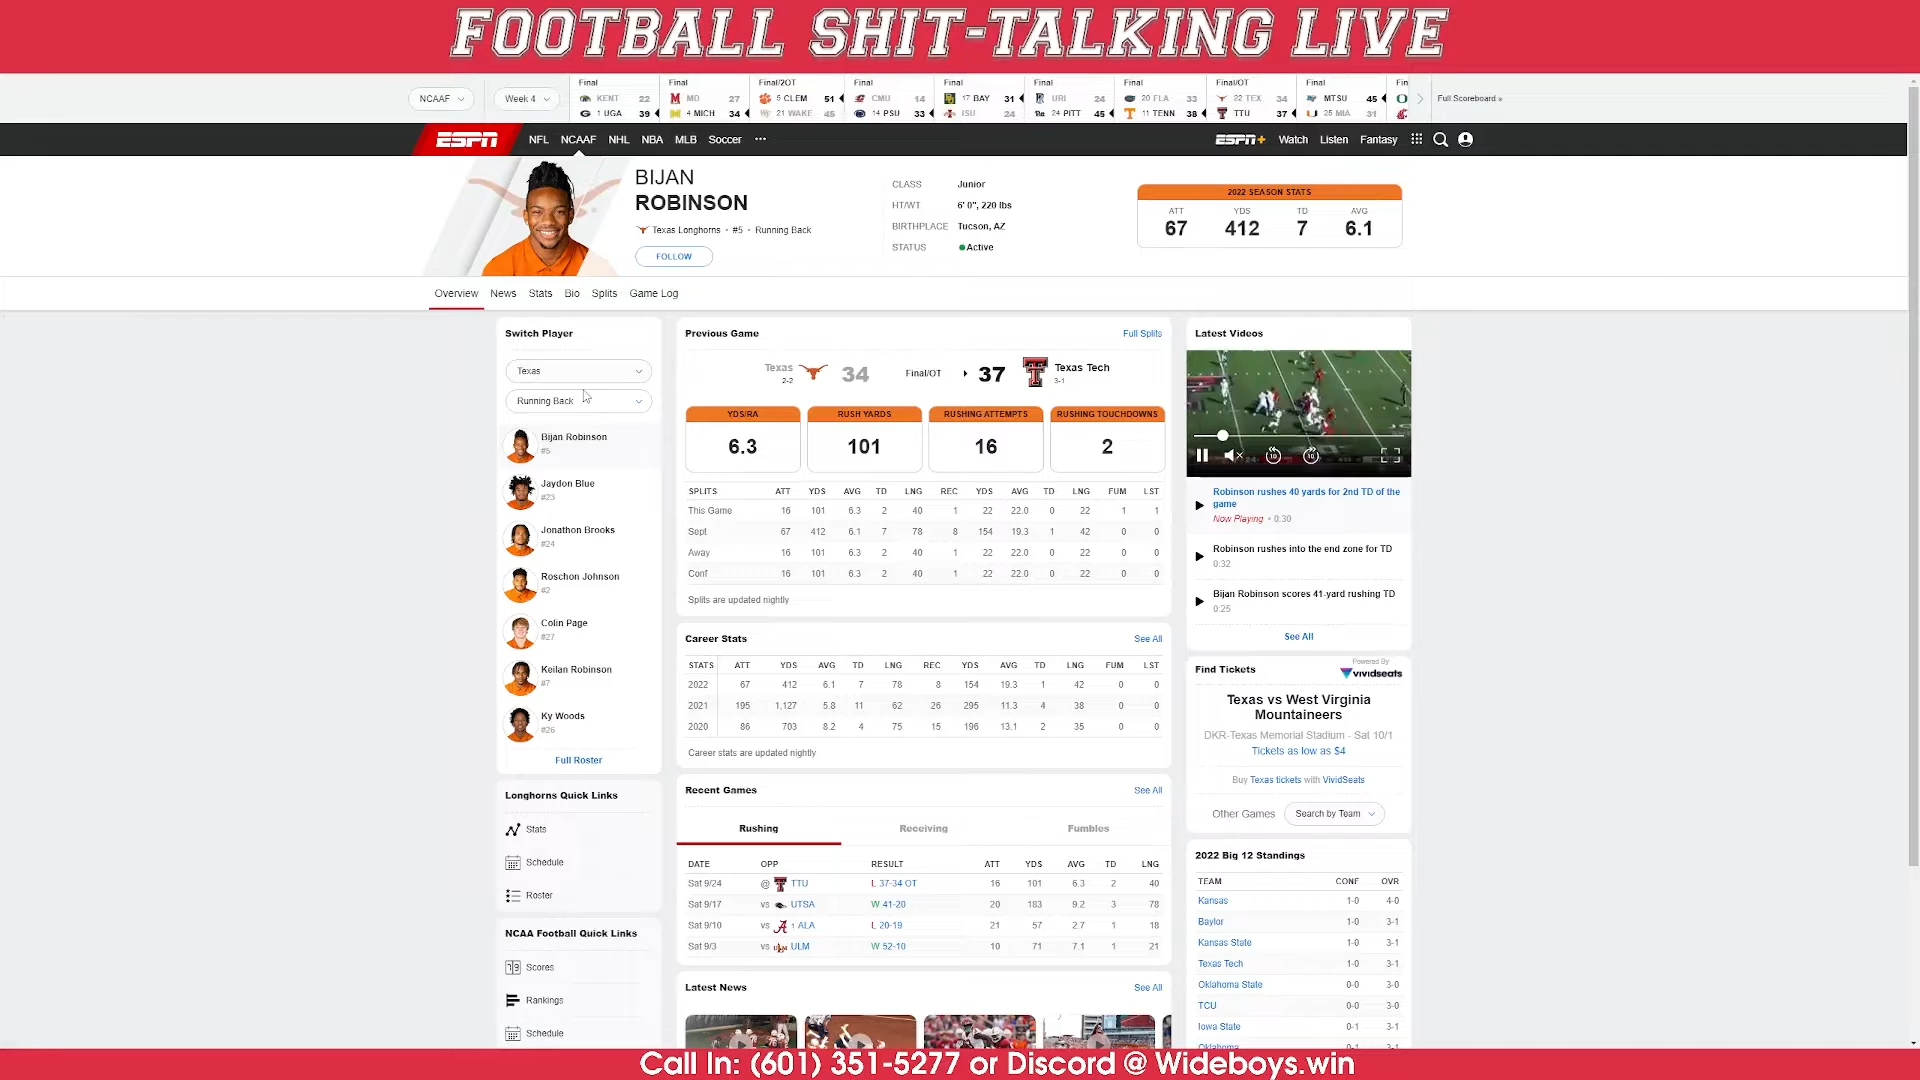 FOOTBALL SHIT-TALKING LIVE
NCAAF
Week 4
Final
KENT 22
1 UGA 39
Final
MD 27
4 MICH 34
Final/2OT
5 CLEM 51
21 WAKE 45
Final
CMU 14
14 PSU 33
Final
17 BAY 31
ISU 24
Final
URI 24
24 PITT 45
Final
20 FLA 33
11 TENN 38
Final/OT
22 TEX 34
TTU 37
Final
MTSU 45
25 MIA 31
Fin
Full Scoreboard »
ESPN NFL NCAAF NHL NBA MLB Soccer ···
ESPN+ Watch Listen Fantasy
BIJAN
ROBINSON
Texas Longhorns • #5 • Running Back
FOLLOW
CLASS Junior
HT/WT 6' 0", 220 lbs
BIRTHPLACE Tucson, AZ
STATUS Active
2022 SEASON STATS
ATT YDS TD AVG
67 412 7 6.1
Overview News Stats Bio Splits Game Log
Switch Player
Texas
Running Back
Bijan Robinson
#5
Jaydon Blue
#23
Jonathon Brooks
#24
Roschon Johnson
#2
Colin Page
#27
Keilan Robinson
#7
Ky Woods
#26
Full Roster
Longhorns Quick Links
Stats
Schedule
Roster
NCAA Football Quick Links
Scores
Rankings
Schedule
Previous Game Full Splits
Texas 34 Final/OT 37 Texas Tech
2-2 3-1
YDS/RA RUSH YARDS RUSHING ATTEMPTS RUSHING TOUCHDOWNS
6.3 101 16 2
SPLITS ATT YDS AVG TD LNG REC YDS AVG TD LNG FUM LST
This Game 16 101 6.3 2 40 1 22 22.0 0 22 1 1
Sept 67 412 6.1 7 78 8 154 19.3 1 42 0 0
Away 16 101 6.3 2 40 1 22 22.0 0 22 0 0
Conf 16 101 6.3 2 40 1 22 22.0 0 22 0 0
Splits are updated nightly
Career Stats See All
STATS ATT YDS AVG TD LNG REC YDS AVG TD LNG FUM LST
2022 67 412 6.1 7 78 8 154 19.3 1 42 0 0
2021 195 1,127 5.8 11 62 26 295 11.3 4 38 0 0
2020 86 703 8.2 4 75 15 196 13.1 2 35 0 0
Career stats are updated nightly
Recent Games See All
Rushing Receiving Fumbles
DATE OPP RESULT ATT YDS AVG TD LNG
Sat 9/24 @ TTU L 37-34 OT 16 101 6.3 2 40
Sat 9/17 vs UTSA W 41-20 20 183 9.2 3 78
Sat 9/10 vs 1 ALA L 20-19 21 57 2.7 1 18
Sat 9/3 vs ULM W 52-10 10 71 7.1 1 21
Latest News See All
Latest Videos
10 10
Robinson rushes 40 yards for 2nd TD of the
game
Now Playing • 0:30
Robinson rushes into the end zone for TD
0:32
Bijan Robinson scores 41-yard rushing TD
0:25
See All
Find Tickets Powered By
vividseats
Texas vs West Virginia
Mountaineers
DKR-Texas Memorial Stadium - Sat 10/1
Tickets as low as $4
Buy Texas tickets with VividSeats
Other Games Search by Team
2022 Big 12 Standings
TEAM CONF OVR
Kansas 1-0 4-0
Baylor 1-0 3-1
Kansas State 1-0 3-1
Texas Tech 1-0 3-1
Oklahoma State 0-0 3-0
TCU 0-0 3-0
Iowa State 0-1 3-1
Oklahoma 0-1 3-1
Call In: (601) 351-5277 or Discord @ Wideboys.win